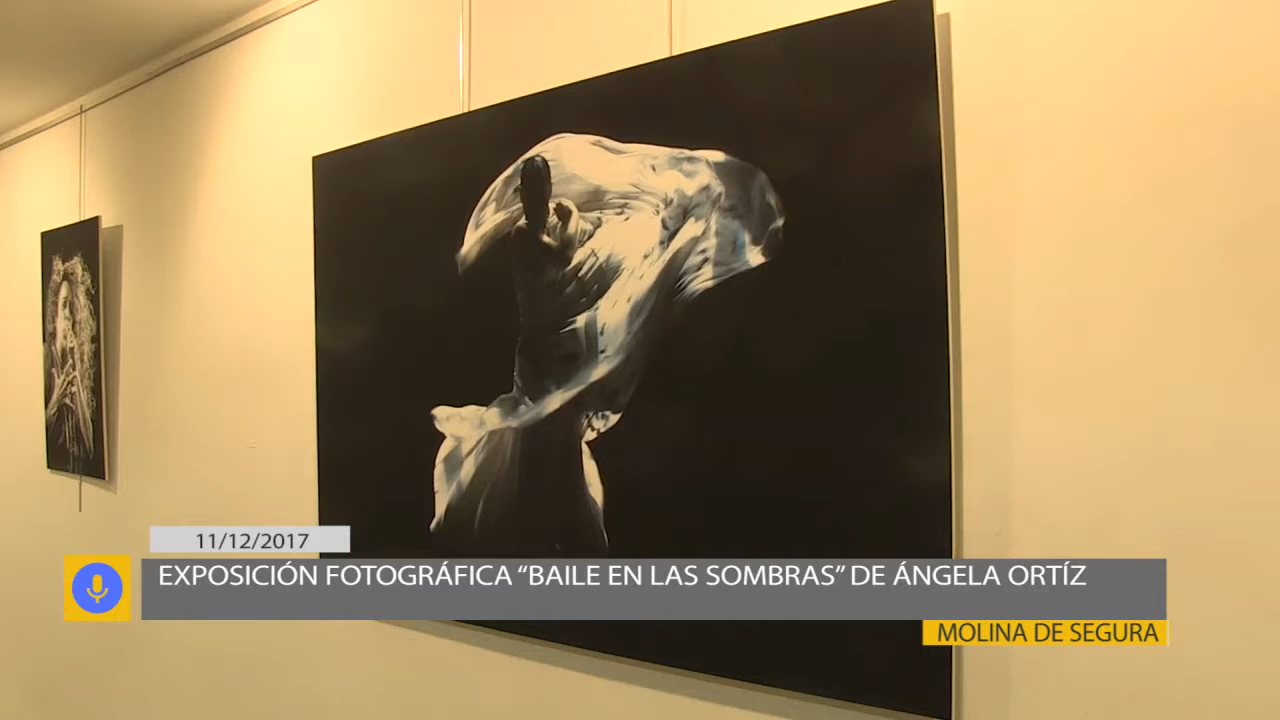 11/12/2017
EXPOSICIÓN FOTOGRÁFICA “BAILE EN LAS SOMBRAS” DE ÁNGELA ORTÍZ
MOLINA DE SEGURA